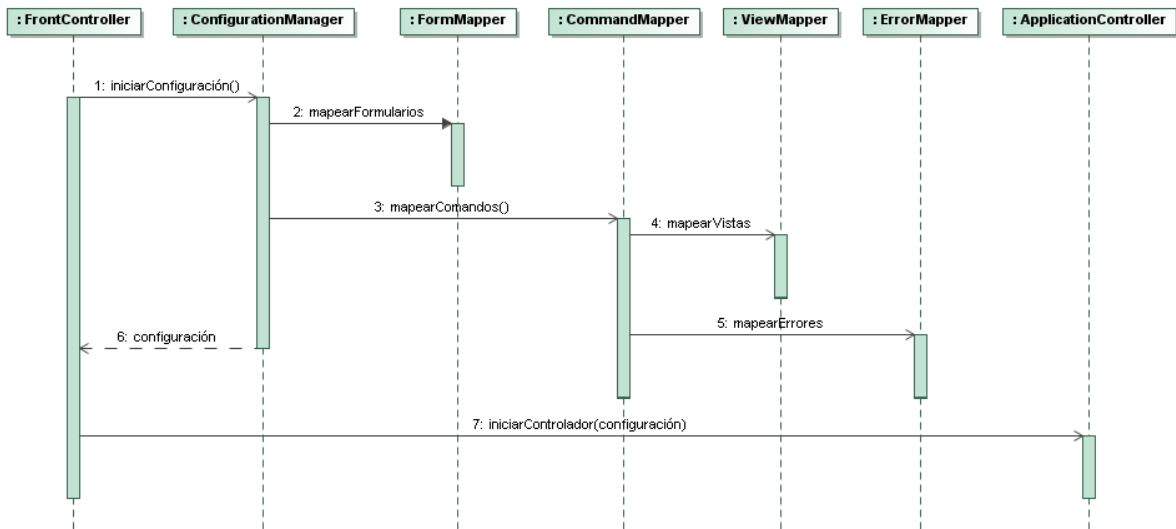 : FrontController
: ConfigurationManager
: FormMapper
: CommandMapper
: ViewMapper
: ErrorMapper
: ApplicationController
1: iniciarConfiguración()
2: mapearFormularios
3: mapearComandos()
4: mapearVistas
5: mapearErrores
6: configuración
7: iniciarControlador(configuración)